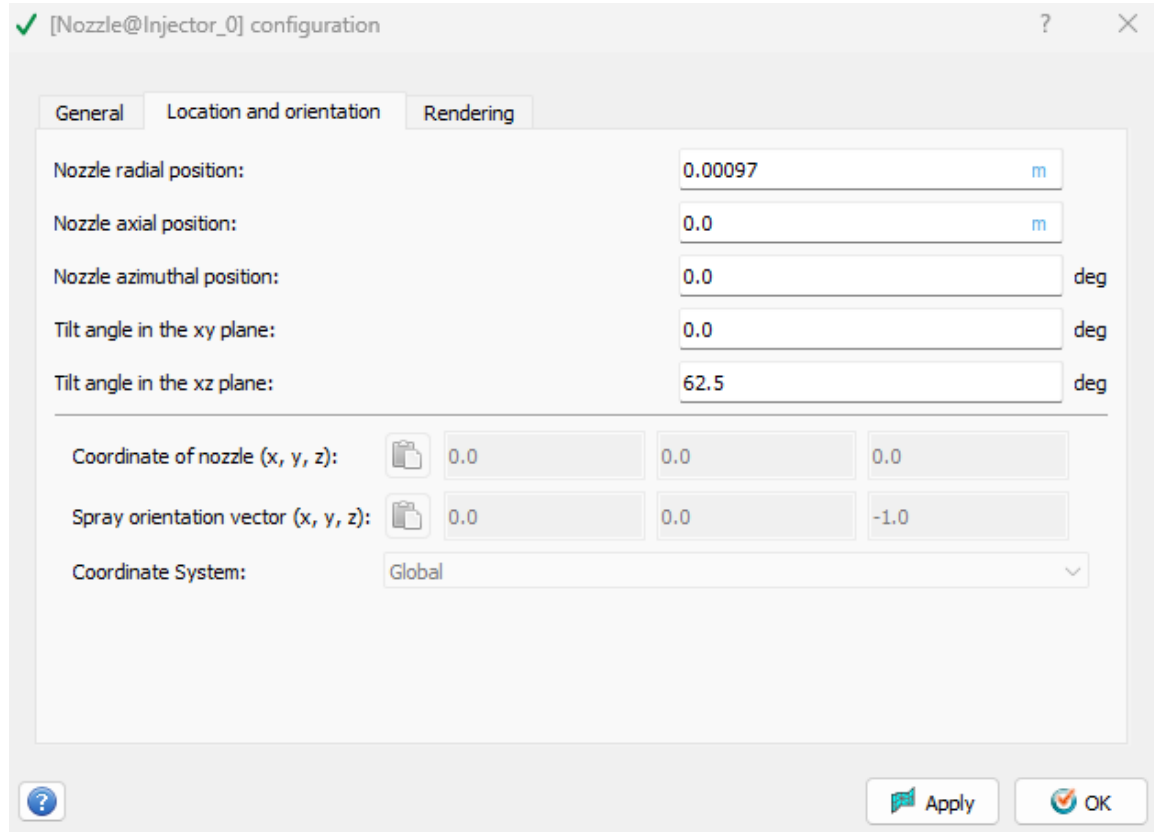 [Nozzle@Injector_0] configuration ?
General Location and orientation Rendering
Nozzle radial position: 0.00097 m
Nozzle axial position: 0.0 m
Nozzle azimuthal position: 0.0 deg
Tilt angle in the xy plane: 0.0 deg
Tilt angle in the xz plane: 62.5 deg
Coordinate of nozzle (x, y, z): 0.0 0.0 0.0
Spray orientation vector (x, y, z): 0.0 0.0 -1.0
Coordinate System: Global
? Apply OK